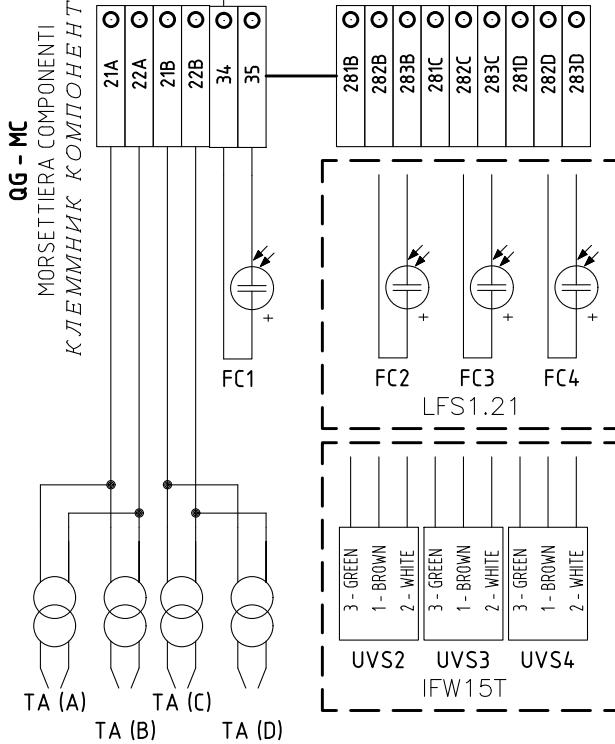 QG - MC
MORSETTIERA COMPONENTI
КЛЕММНИК КОМПОНЕНТ
21A 22A 21B 22B 34 35
281B 282B 283B 281C 282C 283C 281D 282D 283D
+ + + +
FC1 FC2 FC3 FC4
LFS1.21
3 - GREEN 1 - BROWN 2 - WHITE
3 - GREEN 1 - BROWN 2 - WHITE
3 - GREEN 1 - BROWN 2 - WHITE
UVS2 UVS3 UVS4
IFW15T
TA (A) TA (C)
TA (B) TA (D)